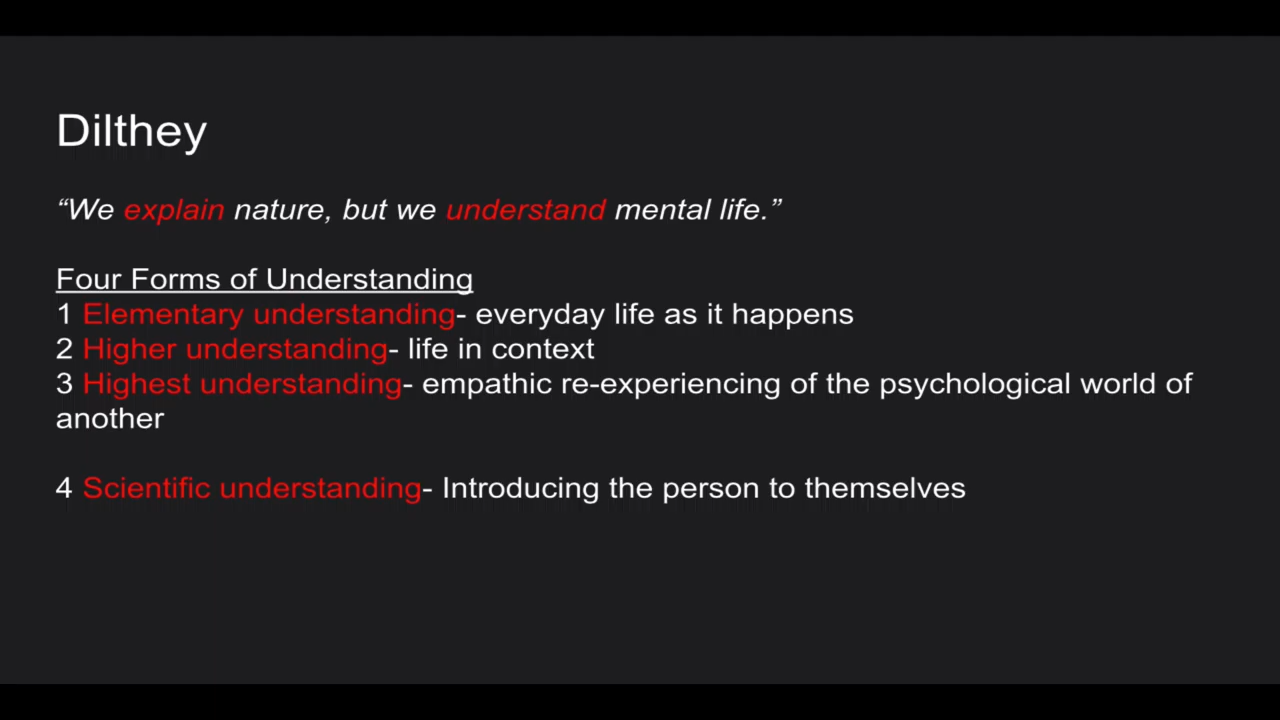 Dilthey
“We explain nature, but we understand mental life.”
Four Forms of Understanding
1 Elementary understanding- everyday life as it happens
2 Higher understanding- life in context
3 Highest understanding- empathic re-experiencing of the psychological world of
another
4 Scientific understanding- Introducing the person to themselves